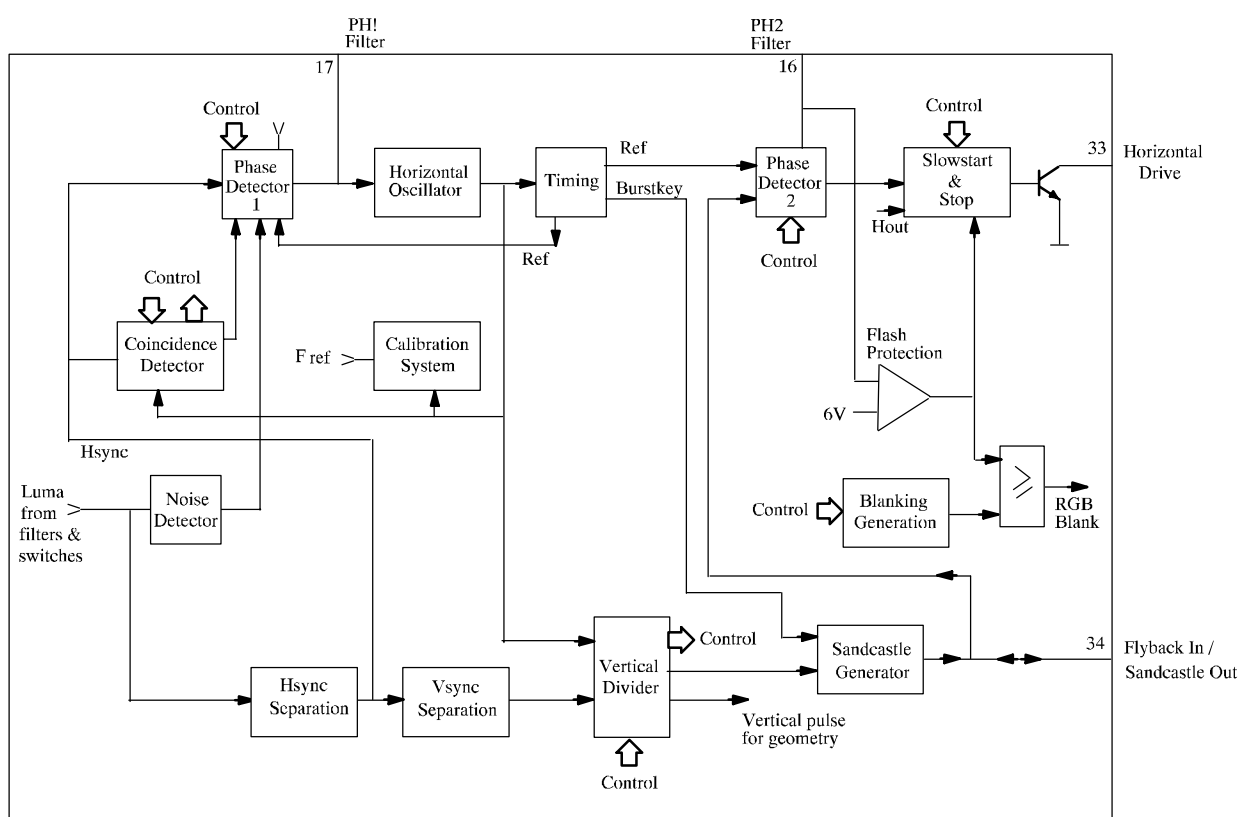 PH!
Filter
PH2
Filter
17
16
Control
Control
Phase
Detector
1
Horizontal
Oscillator
Timing
Ref
Burstkey
Phase
Detector
2
Slowstart
&
Stop
33
Horizontal
Drive
Hout
Ref
Control
Control
Coincidence
Detector
F ref
Calibration
System
Flash
Protection
6V
Hsync
Luma
from
filters &
switches
Noise
Detector
Control
Blanking
Generation
≥
RGB
Blank
Control
Vertical
Divider
Sandcastle
Generator
34
Flyback In /
Sandcastle Out
Hsync
Scparation
Vsync
Separation
Vertical pulse
for geometry
Control